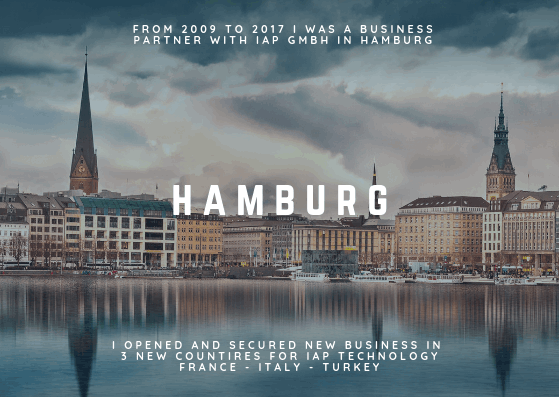 FROM 2009 TO 2017 I WAS A BUSINESS
PARTNER WITH IAP GMBH IN HAMBURG
HAMBURG
I OPENED AND SECURED NEW BUSINESS IN
3 NEW COUNTIRES FOR IAP TECHNOLOGY
FRANCE - ITALY - TURKEY